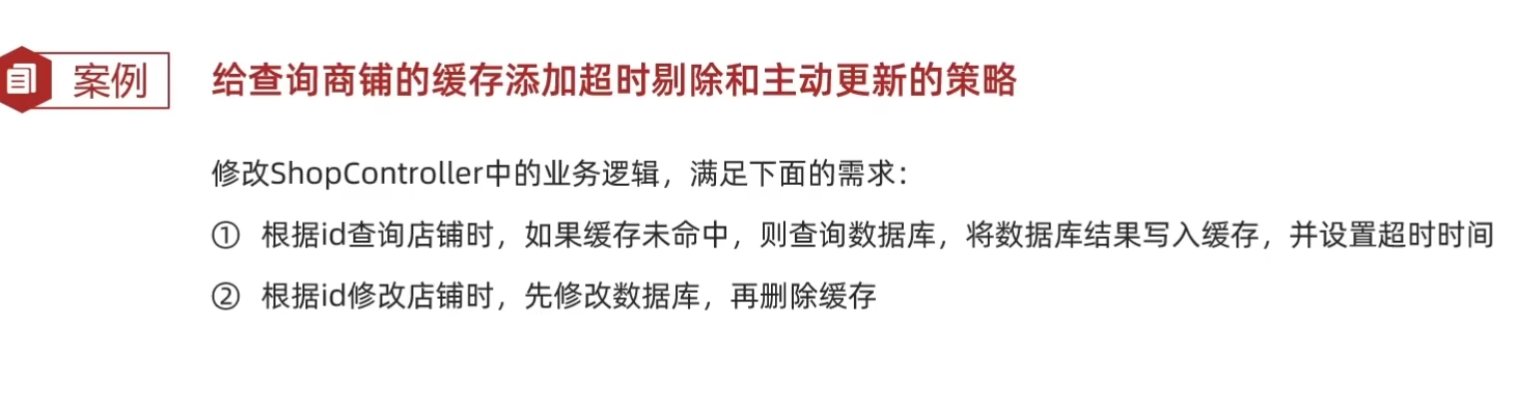 案例 给查询商铺的缓存添加超时剔除和主动更新的策略
修改ShopController中的业务逻辑，满足下面的需求：
① 根据id查询店铺时，如果缓存未命中，则查询数据库，将数据库结果写入缓存，并设置超时时间
② 根据id修改店铺时，先修改数据库，再删除缓存